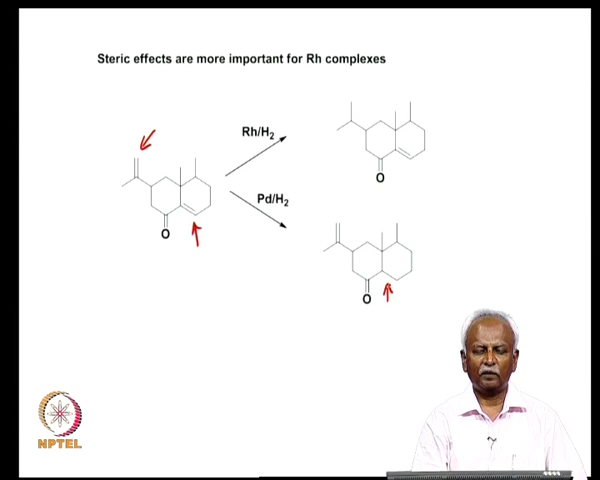 Steric effects are more important for Rh complexes
Rh/H2
O
Pd/H2
O
O
NPTEL